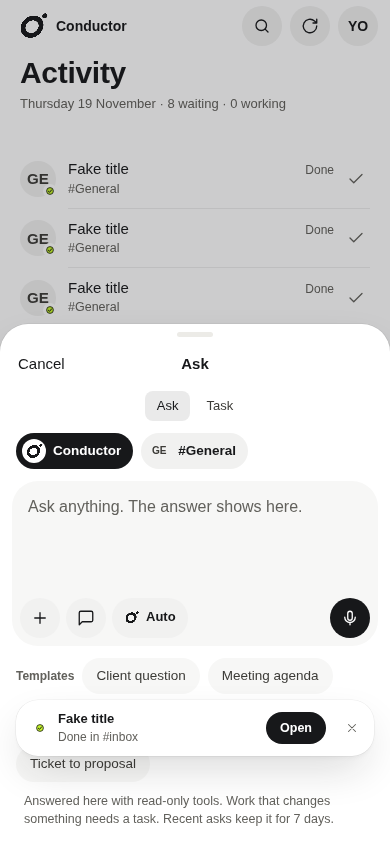 Conductor
YO
Activity
Thursday 19 November · 8 waiting · 0 working
GE
Fake title
Done
#General
GE
Fake title
Done
#General
GE
Fake title
Done
#General
Cancel
Ask
Ask
Task
Conductor
GE
#General
Ask anything. The answer shows here.
Auto
Templates
Client question
Meeting agenda
Fake title
Done in #inbox
Open
Ticket to proposal
Answered here with read-only tools. Work that changes
something needs a task. Recent asks keep it for 7 days.